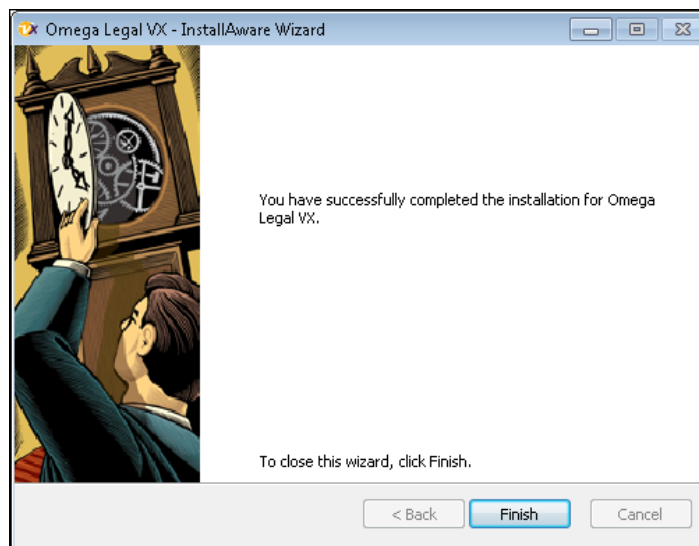 Omega Legal VX - InstallAware Wizard
You have successfully completed the installation for Omega
Legal VX.
To close this wizard, click Finish.
< Back
Finish
Cancel